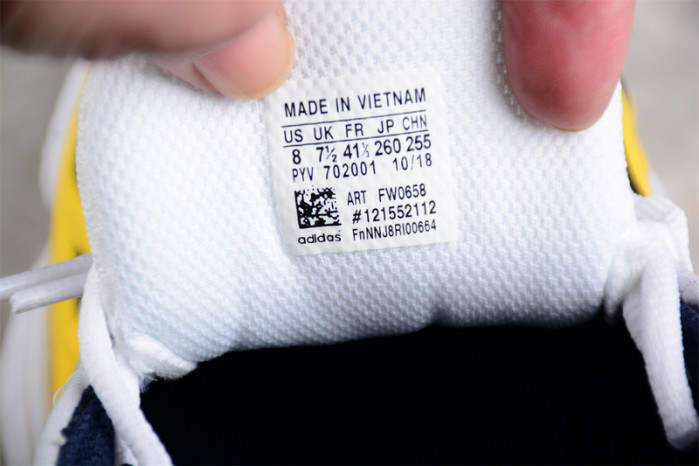 MADE IN VIETNAM
US UK FR JP CHN
8 7½ 41⅓ 260 255
PYV 702001 10/18
ART FW0658
#121552112
adidas FnNNJ8RI00664